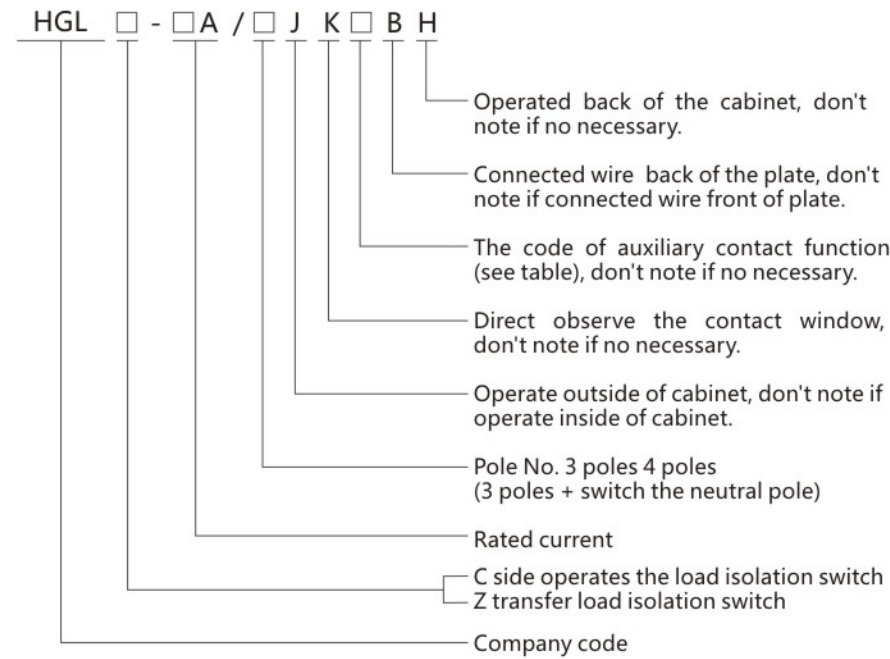 HGL □ - □ A / □ J K □ B H
Operated back of the cabinet, don't
note if no necessary.
Connected wire back of the plate, don't
note if connected wire front of plate.
The code of auxiliary contact function
(see table), don't note if no necessary.
Direct observe the contact window,
don't note if no necessary.
Operate outside of cabinet, don't note if
operate inside of cabinet.
Pole No. 3 poles 4 poles
(3 poles + switch the neutral pole)
Rated current
C side operates the load isolation switch
Z transfer load isolation switch
Company code